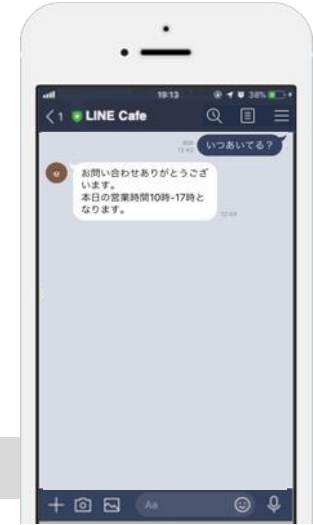 19:13
38%
1
LINE Cafe
既読
いつあいてる？
お問い合わせありがとうござ
います。
本日の営業時間10時-17時と
なります。
Aa